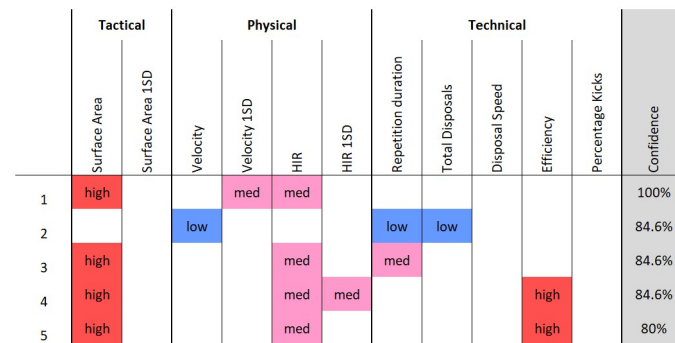 Tactical Physical Technical
Surface Area
Surface Area 1SD
Velocity
Velocity 1SD
HIR
HIR 1SD
Repetition duration
Total Disposals
Disposal Speed
Efficiency
Percentage Kicks
Confidence
1 high med med 100%
2 low low low 84.6%
3 high med med 84.6%
4 high med med high 84.6%
5 high med high 80%